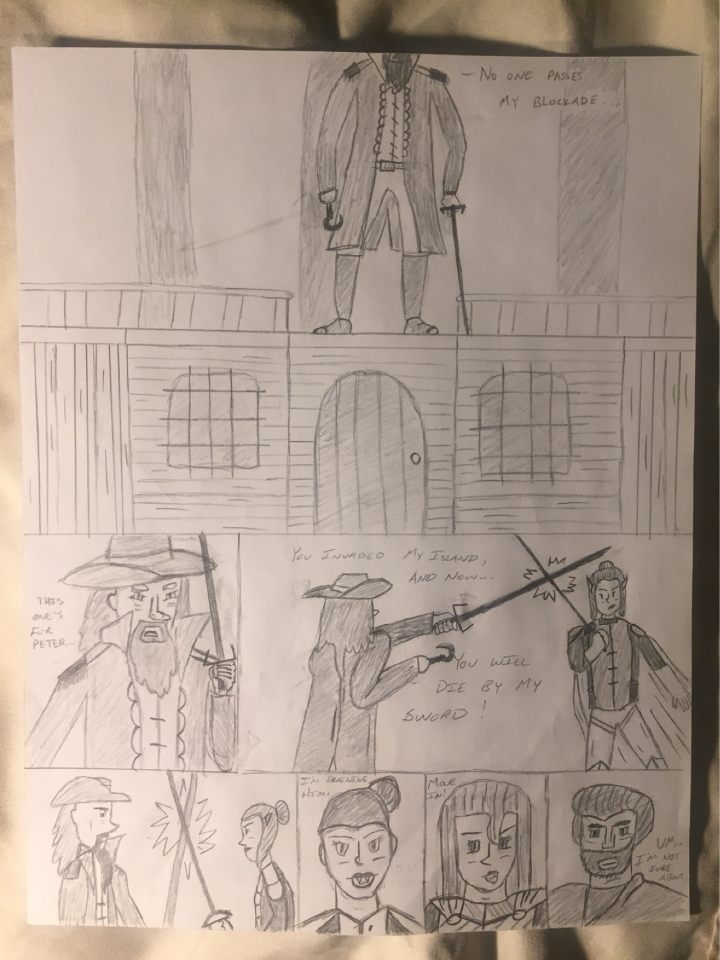 - NO ONE PASSES
MY BLOCKADE...
THIS
ONE'S
FOR
PETER...
YOU INVADED MY ISLAND,
AND NOW...
YOU WILL
DIE BY MY
SWORD!
I'M DRAINING
HIM.
MOVE
IN!
UM,..
I'M NOT
SURE
ABOUT